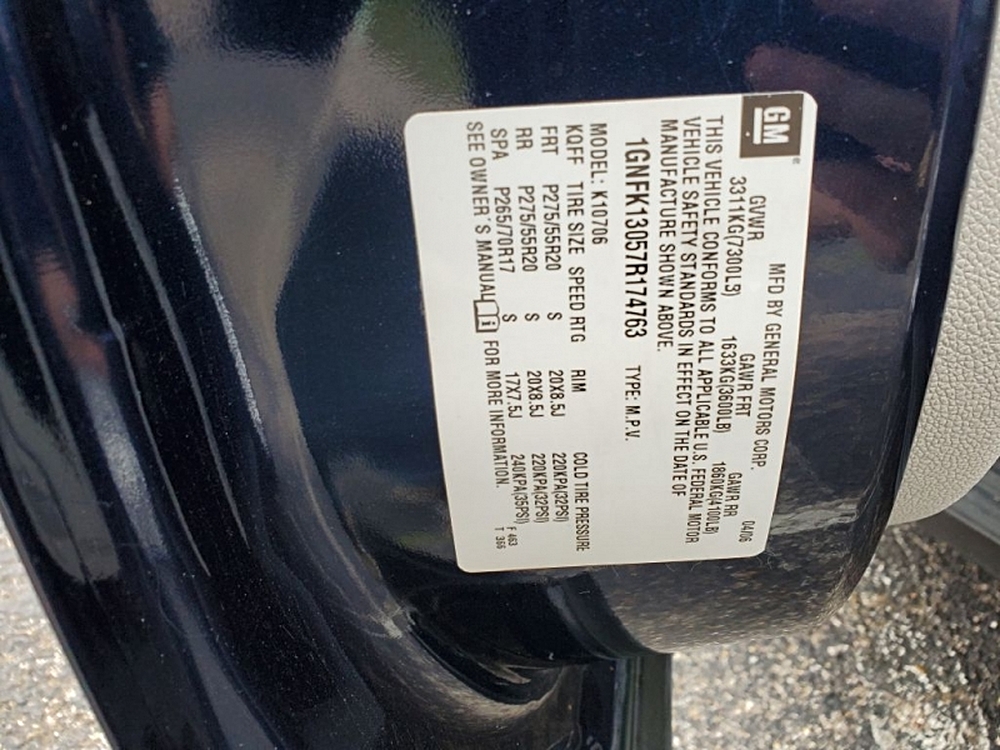 GM
MFD BY GENERAL MOTORS CORP. 04/06
GVWR GAWR FRT GAWR RR
3311KG(7300LB) 1633KG(3600LB) 1860KG(4100LB)
THIS VEHICLE CONFORMS TO ALL APPLICABLE U.S. FEDERAL MOTOR
VEHICLE SAFETY STANDARDS IN EFFECT ON THE DATE OF
MANUFACTURE SHOWN ABOVE.
1GNFK13057R174763 TYPE: M.P.V.
MODEL: K10706
KQFF TIRE SIZE SPEED RTG RIM COLD TIRE PRESSURE
FRT P275/55R20 S 20X8.5J 220KPA(32PSI)
RR P275/55R20 S 20X8.5J 220KPA(32PSI)
SPA P265/70R17 S 17X7.5J 240KPA(35PSI)
SEE OWNER'S MANUAL i FOR MORE INFORMATION.
F 463
T 366